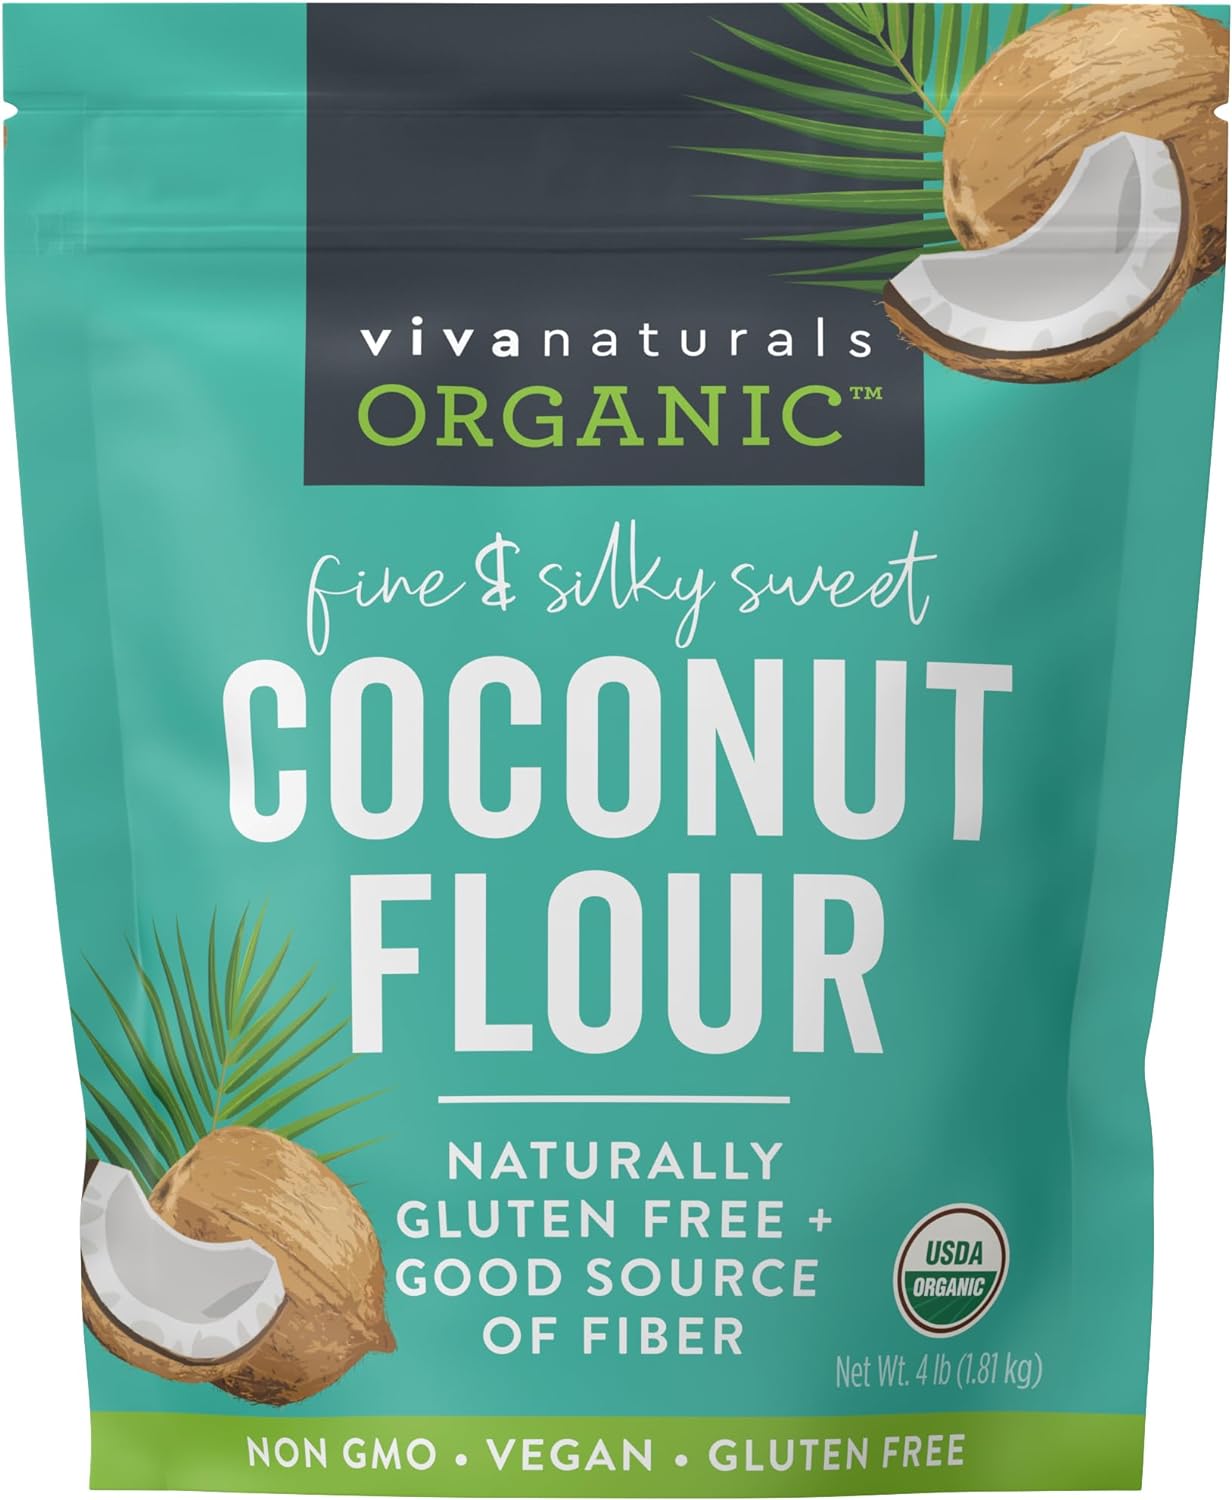 vivanaturals
ORGANIC™
fine & silky sweet
COCONUT
FLOUR
NATURALLY
GLUTEN FREE +
GOOD SOURCE
OF FIBER
USDA
ORGANIC
Net Wt. 4 lb (1.81 kg)
NON GMO • VEGAN • GLUTEN FREE